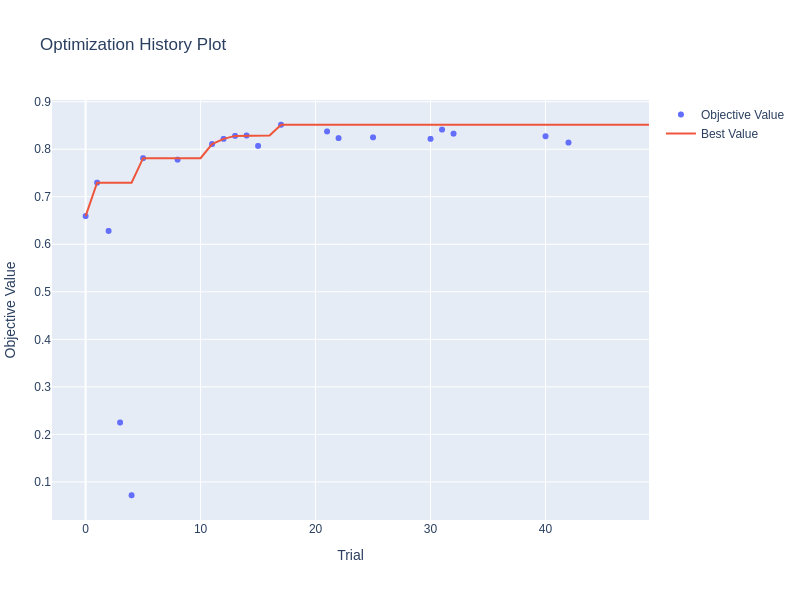 Optimization History Plot
Objective Value
Best Value
0.9
0.8
0.7
0.6
0.5
0.4
0.3
0.2
0.1
Objective Value
0 10 20 30 40
Trial